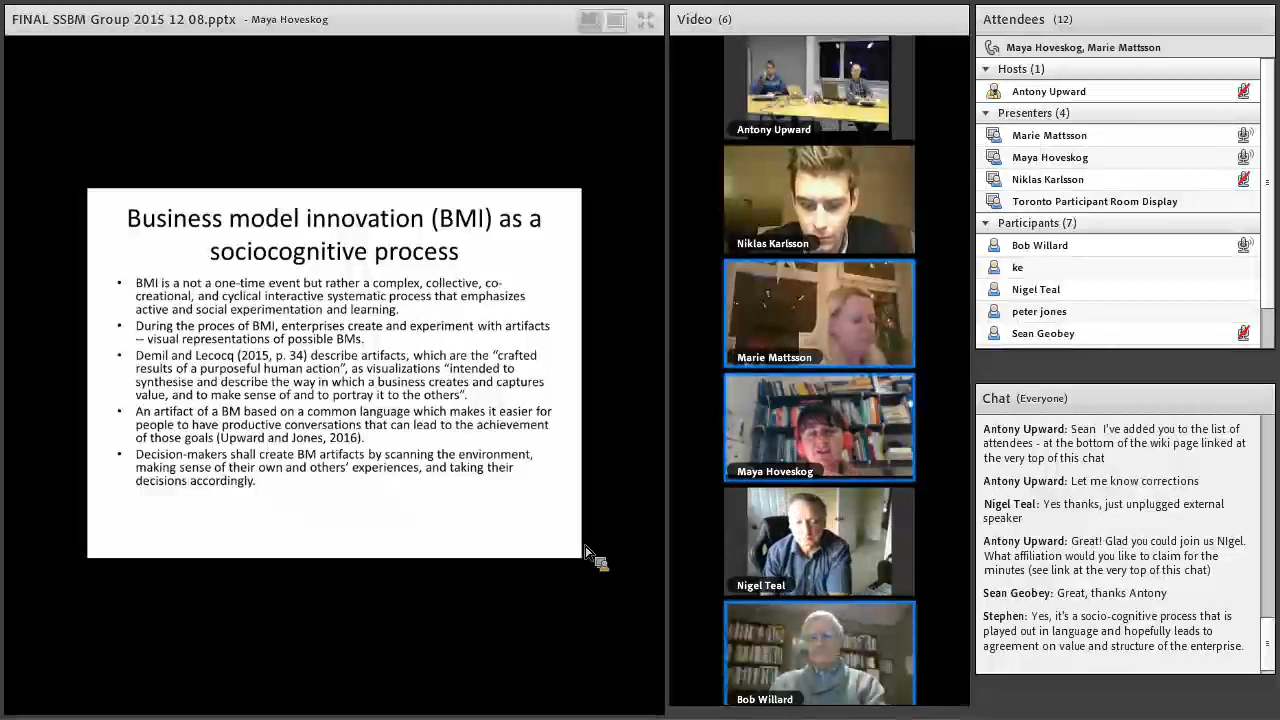 FINAL SSBM Group 2015 12 08.pptx - Maya Hoveskog
Business model innovation (BMI) as a
sociocognitive process
• BMI is a not a one-time event but rather a complex, collective, co-
creational, and cyclical interactive systematic process that emphasizes
active and social experimentation and learning.
• During the proces of BMI, enterprises create and experiment with artifacts
-- visual representations of possible BMs.
• Demil and Lecocq (2015, p. 34) describe artifacts, which are the “crafted
results of a purposeful human action”, as visualizations “intended to
synthesise and describe the way in which a business creates and captures
value, and to make sense of and to portray it to the others”.
• An artifact of a BM based on a common language which makes it easier for
people to have productive conversations that can lead to the achievement
of those goals (Upward and Jones, 2016).
• Decision-makers shall create BM artifacts by scanning the environment,
making sense of their own and others’ experiences, and taking their
decisions accordingly.
Video (6)
Antony Upward
Niklas Karlsson
Marie Mattsson
Maya Hoveskog
Nigel Teal
Bob Willard
Attendees (12)
Maya Hoveskog, Marie Mattsson
Hosts (1)
Antony Upward
Presenters (4)
Marie Mattsson
Maya Hoveskog
Niklas Karlsson
Toronto Participant Room Display
Participants (7)
Bob Willard
ke
Nigel Teal
peter jones
Sean Geobey
Chat (Everyone)
Antony Upward: Sean I've added you to the list of
attendees - at the bottom of the wiki page linked at
the very top of this chat
Antony Upward: Let me know corrections
Nigel Teal: Yes thanks, just unplugged external
speaker
Antony Upward: Great! Glad you could join us NIgel.
What affiliation would you like to claim for the
minutes (see link at the very top of this chat)
Sean Geobey: Great, thanks Antony
Stephen: Yes, it's a socio-cognitive process that is
played out in language and hopefully leads to
agreement on value and structure of the enterprise.